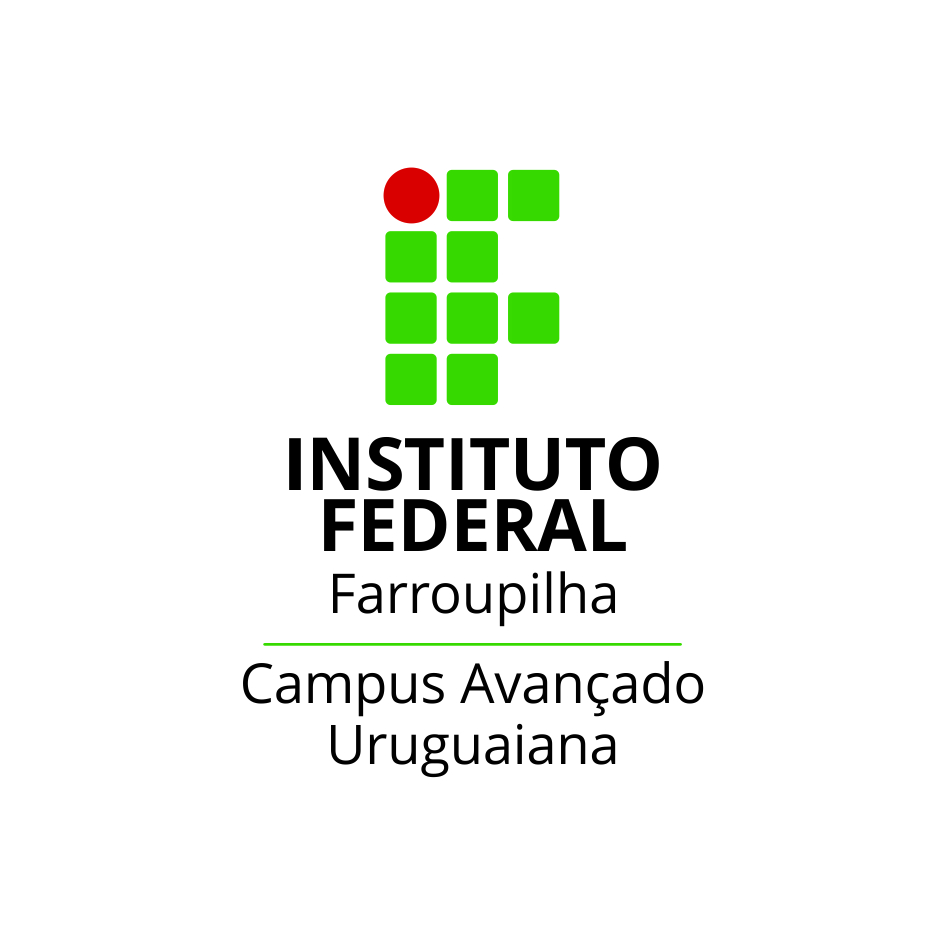 INSTITUTO
FEDERAL
Farroupilha
Campus Avançado
Uruguaiana